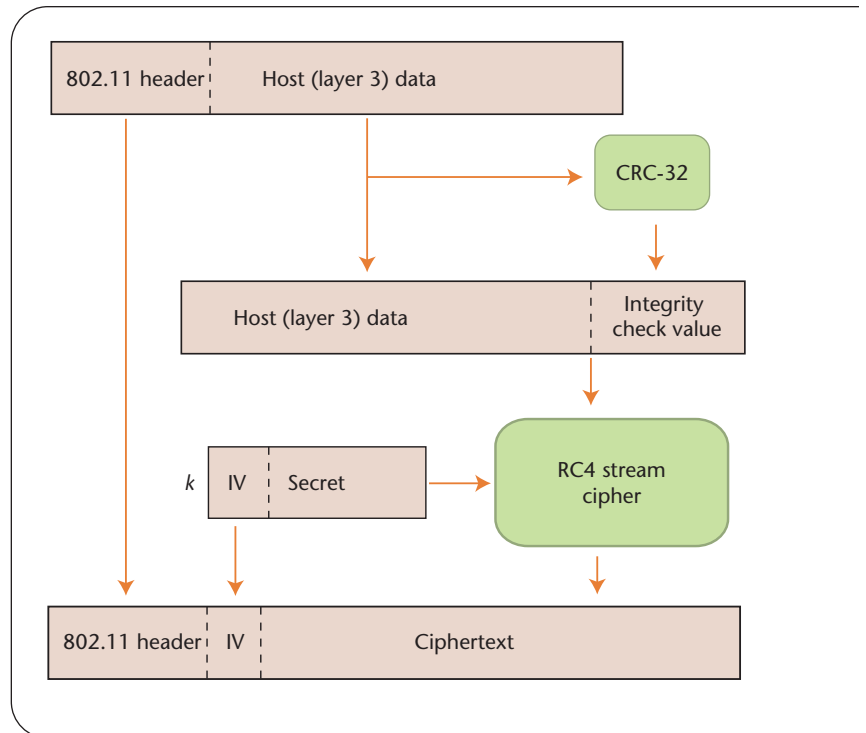 802.11 header Host (layer 3) data
CRC-32
Host (layer 3) data
Integrity
check value
k IV Secret
RC4 stream
cipher
802.11 header IV Ciphertext